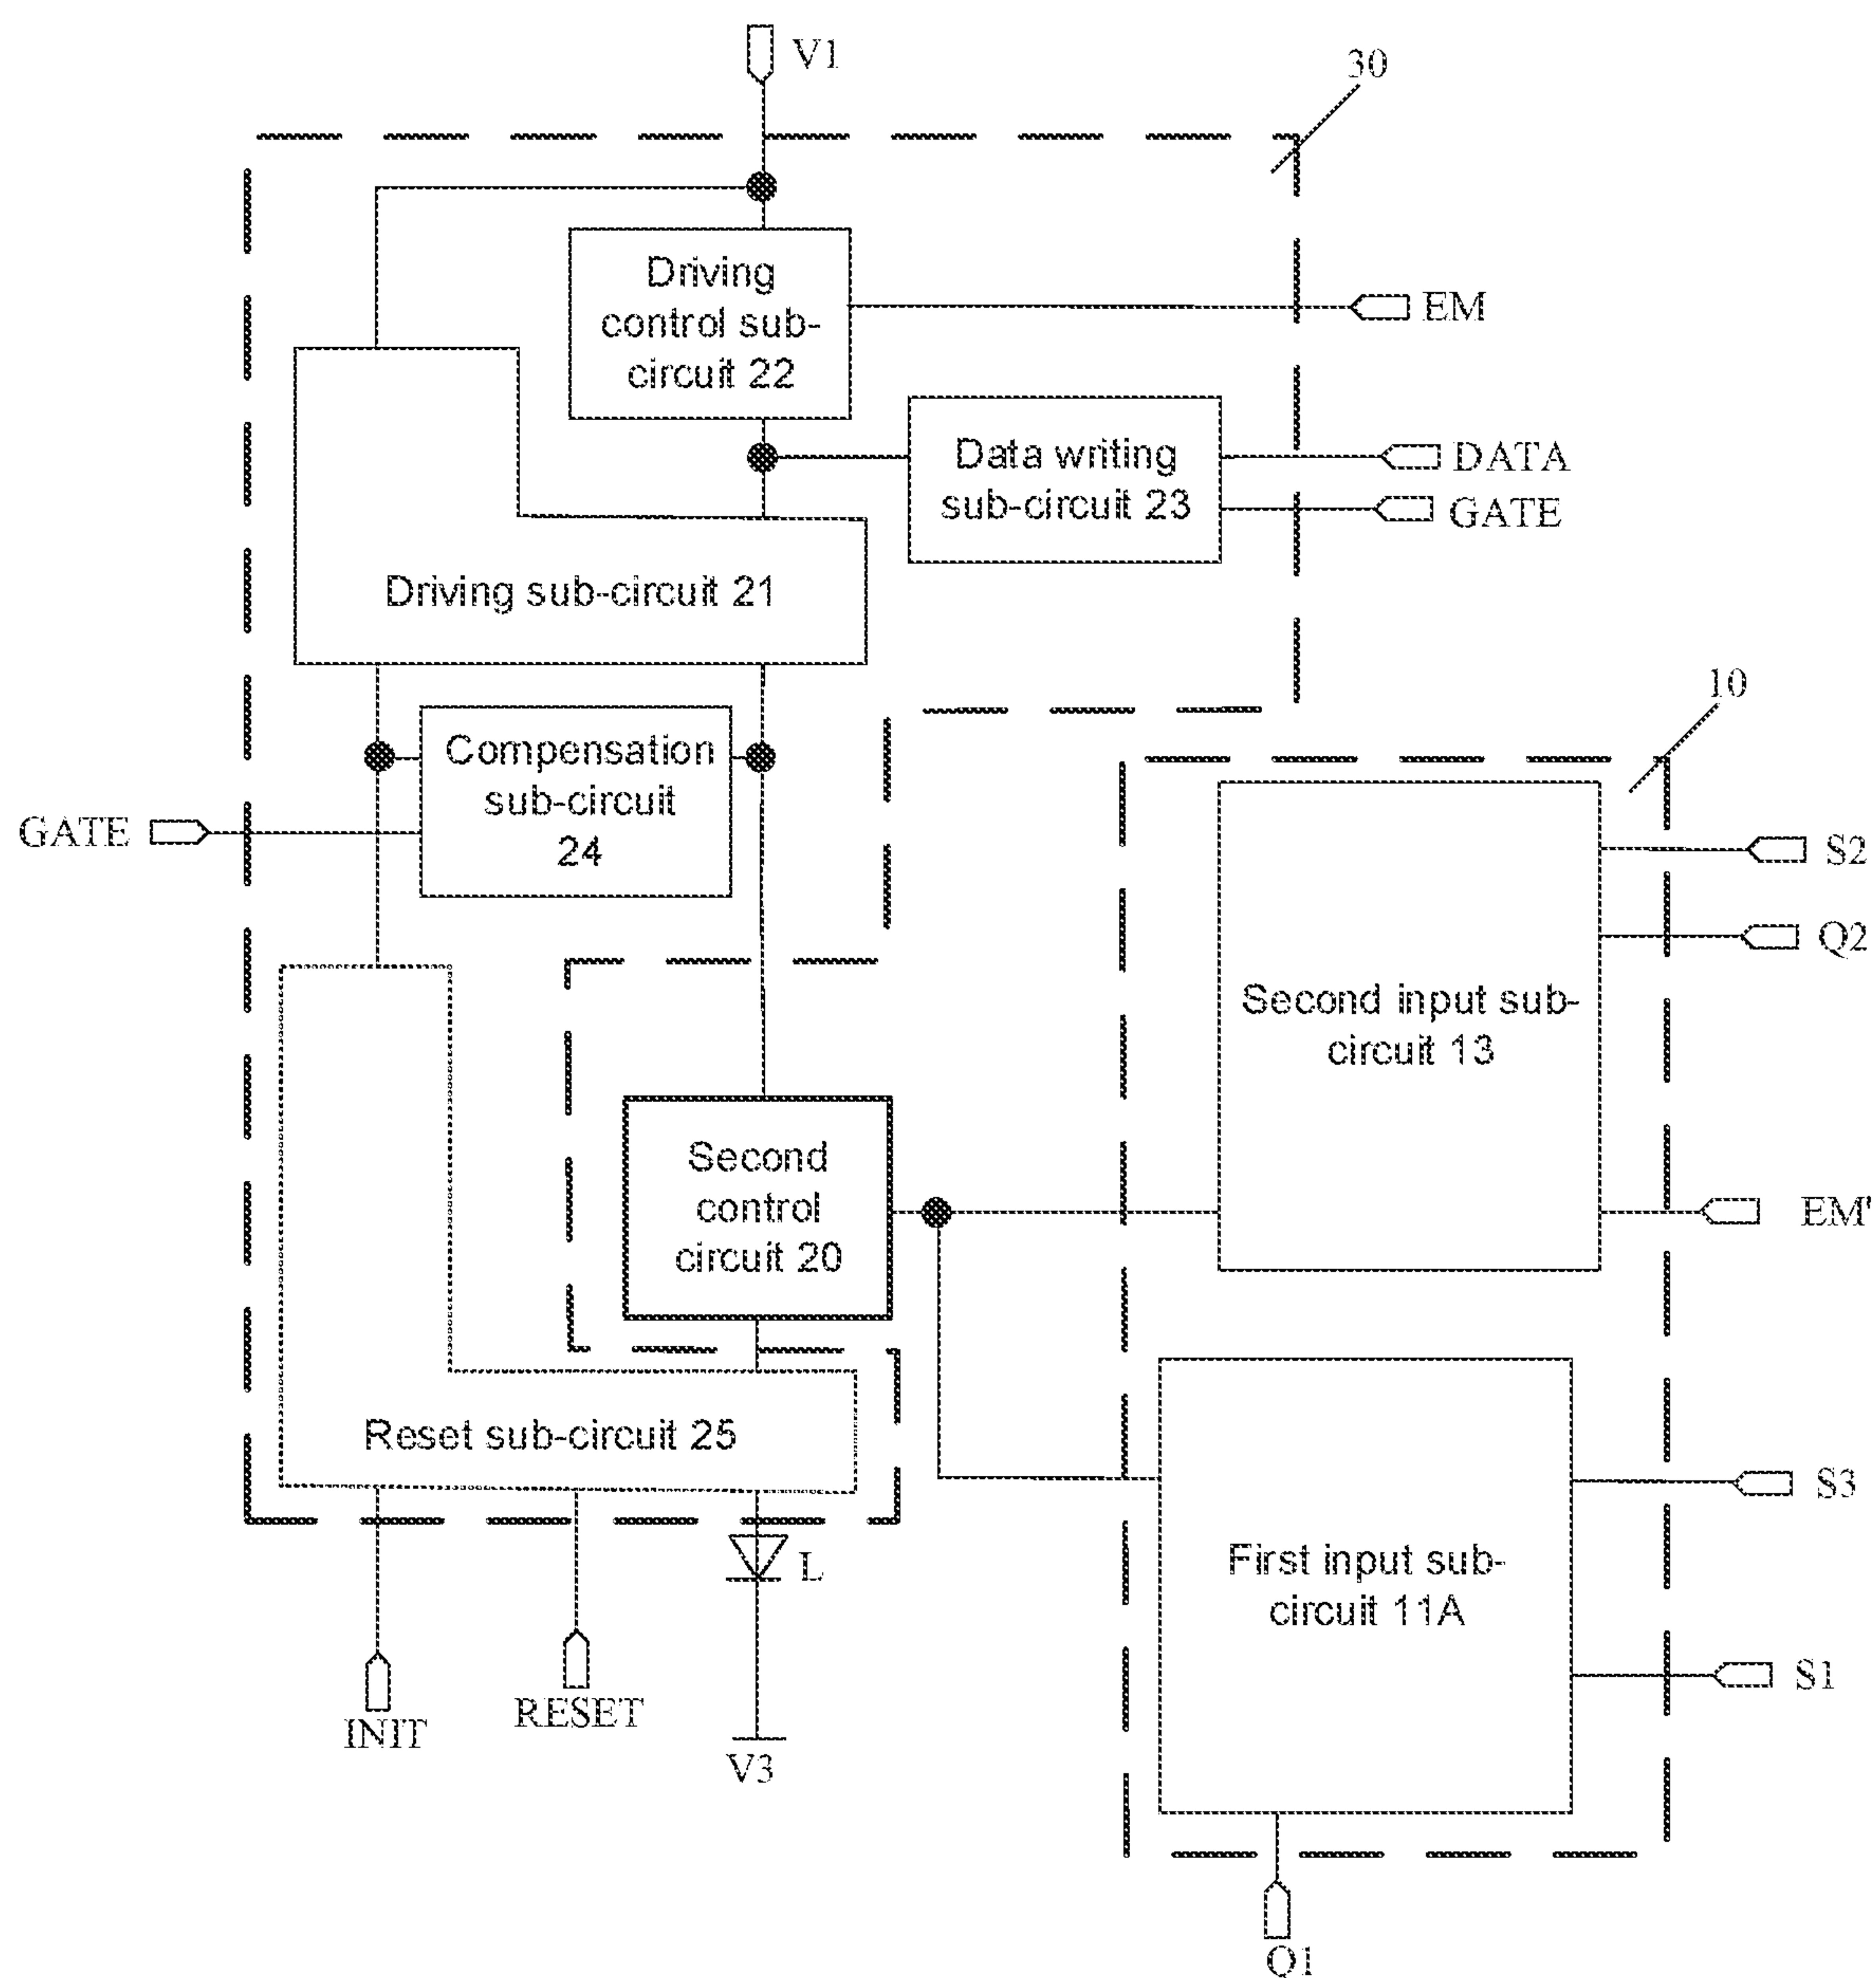 V1
30
Driving
control sub-
circuit 22
EM
Data writing
sub-circuit 23
DATA
GATE
Driving sub-circuit 21
10
Compensation
sub-circuit
24
GATE
S2
Q2
Second input sub-
circuit 13
Second
control
circuit 20
EM'
Reset sub-circuit 25
S3
First input sub-
circuit 11A
L
S1
INIT
RESET
V3
Q1